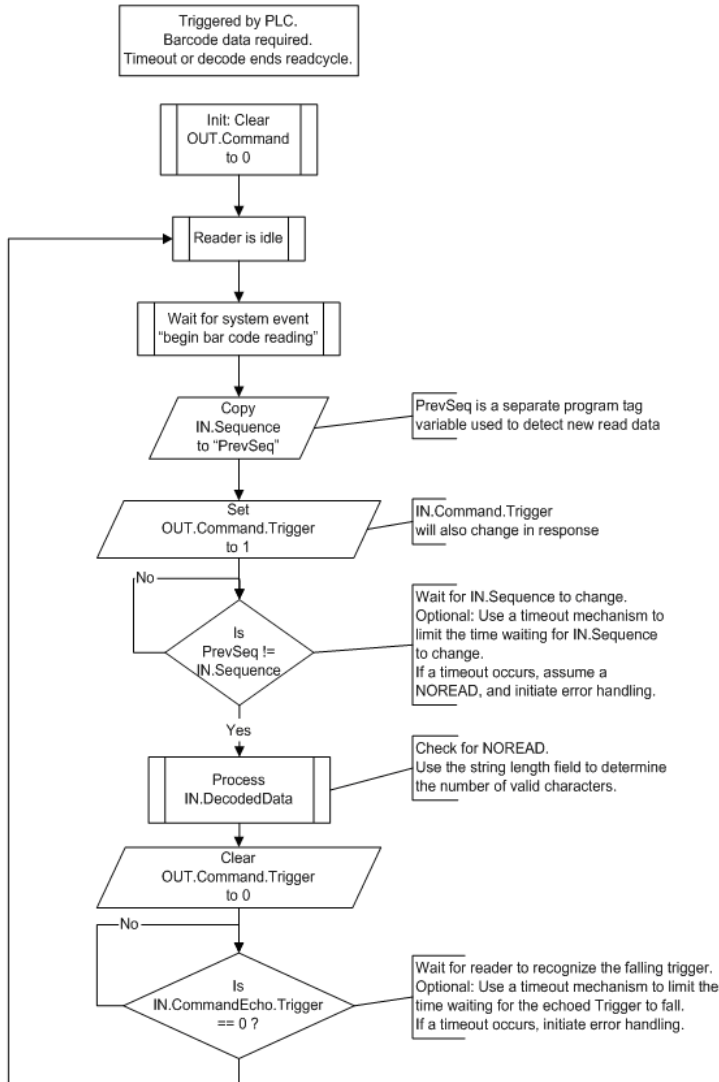 Triggered by PLC.
Barcode data required.
Timeout or decode ends readcycle.
Init: Clear
OUT.Command
to 0
Reader is idle
Wait for system event
“begin bar code reading”
Copy
IN.Sequence
to “PrevSeq”
PrevSeq is a separate program tag
variable used to detect new read data
Set
OUT.Command.Trigger
to 1
IN.Command.Trigger
will also change in response
No
Is
PrevSeq !=
IN.Sequence
Wait for IN.Sequence to change.
Optional: Use a timeout mechanism to
limit the time waiting for IN.Sequence
to change.
If a timeout occurs, assume a
NOREAD, and initiate error handling.
Yes
Process
IN.DecodedData
Check for NOREAD.
Use the string length field to determine
the number of valid characters.
Clear
OUT.Command.Trigger
to 0
No
Is
IN.CommandEcho.Trigger
== 0 ?
Wait for reader to recognize the falling trigger.
Optional: Use a timeout mechanism to limit the
time waiting for the echoed Trigger to fall.
If a timeout occurs, initiate error handling.